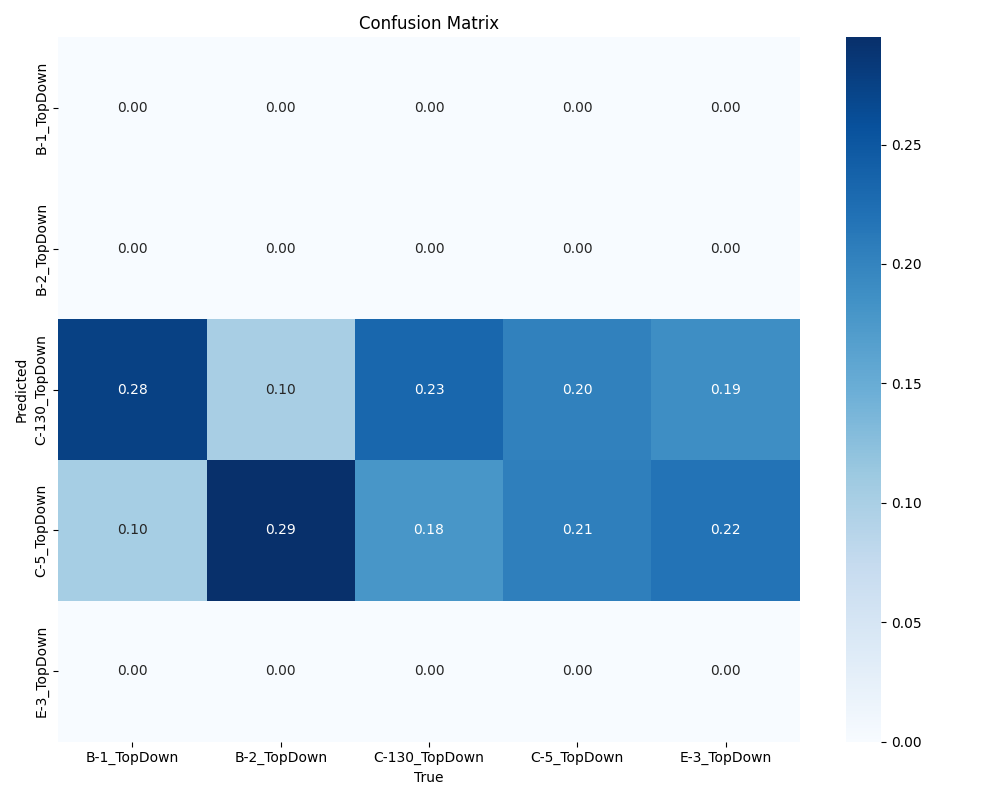 Confusion Matrix
Predicted
B-1_TopDown
0.00 0.00 0.00 0.00 0.00
B-2_TopDown
0.00 0.00 0.00 0.00 0.00
C-130_TopDown
0.28 0.10 0.23 0.20 0.19
C-5_TopDown
0.10 0.29 0.18 0.21 0.22
E-3_TopDown
0.00 0.00 0.00 0.00 0.00
B-1_TopDown B-2_TopDown C-130_TopDown C-5_TopDown E-3_TopDown
True
0.25
0.20
0.15
0.10
0.05
0.00